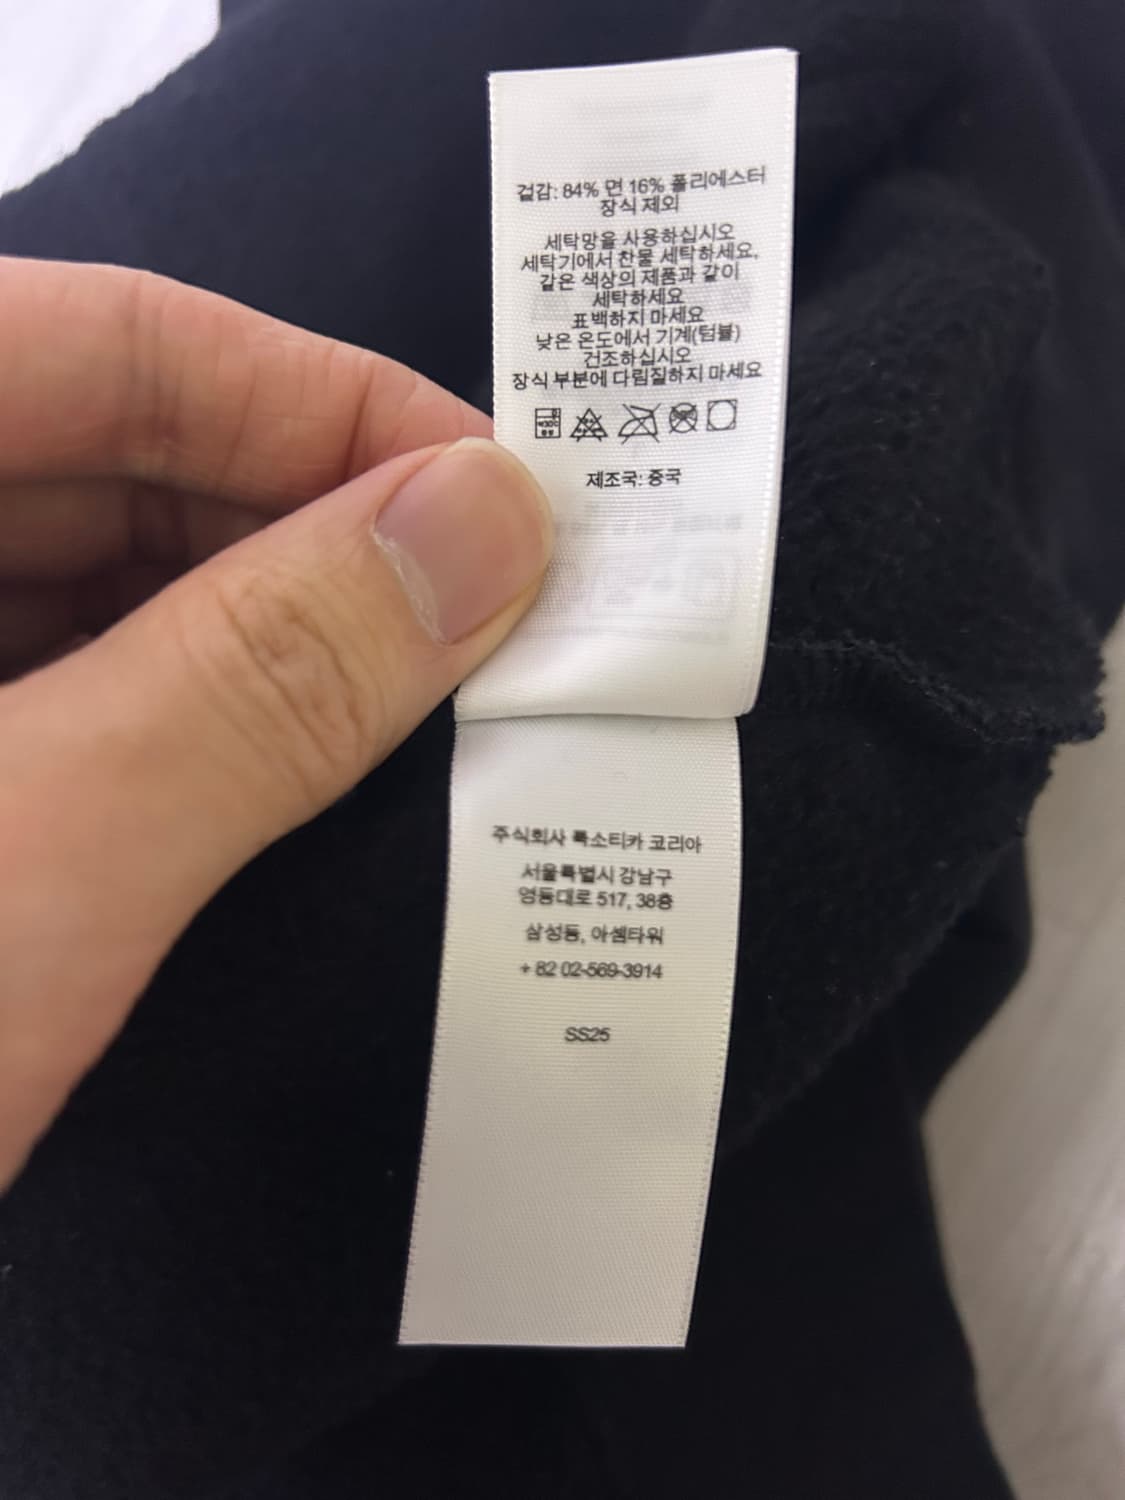 겉감: 84% 면 16% 폴리에스터
장식 제외
세탁망을 사용하십시오
세탁기에서 찬물 세탁하세요,
같은 색상의 제품과 같이
세탁하세요
표백하지 마세요
낮은 온도에서 기계(텀블)
건조하십시오
장식 부분에 다림질하지 마세요
제조국: 중국
주식회사 룩소티카 코리아
서울특별시 강남구
영동대로 517, 38층
삼성동, 아셈타워
+ 82 02-569-3914
SS25